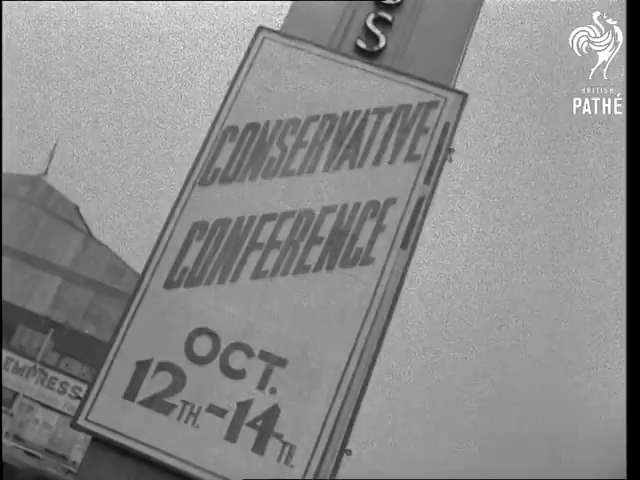 S
CONSERVATIVE
CONFERENCE
OCT.
12TH.-14TH.
EMPRESS
BRITISH
PATHÉ